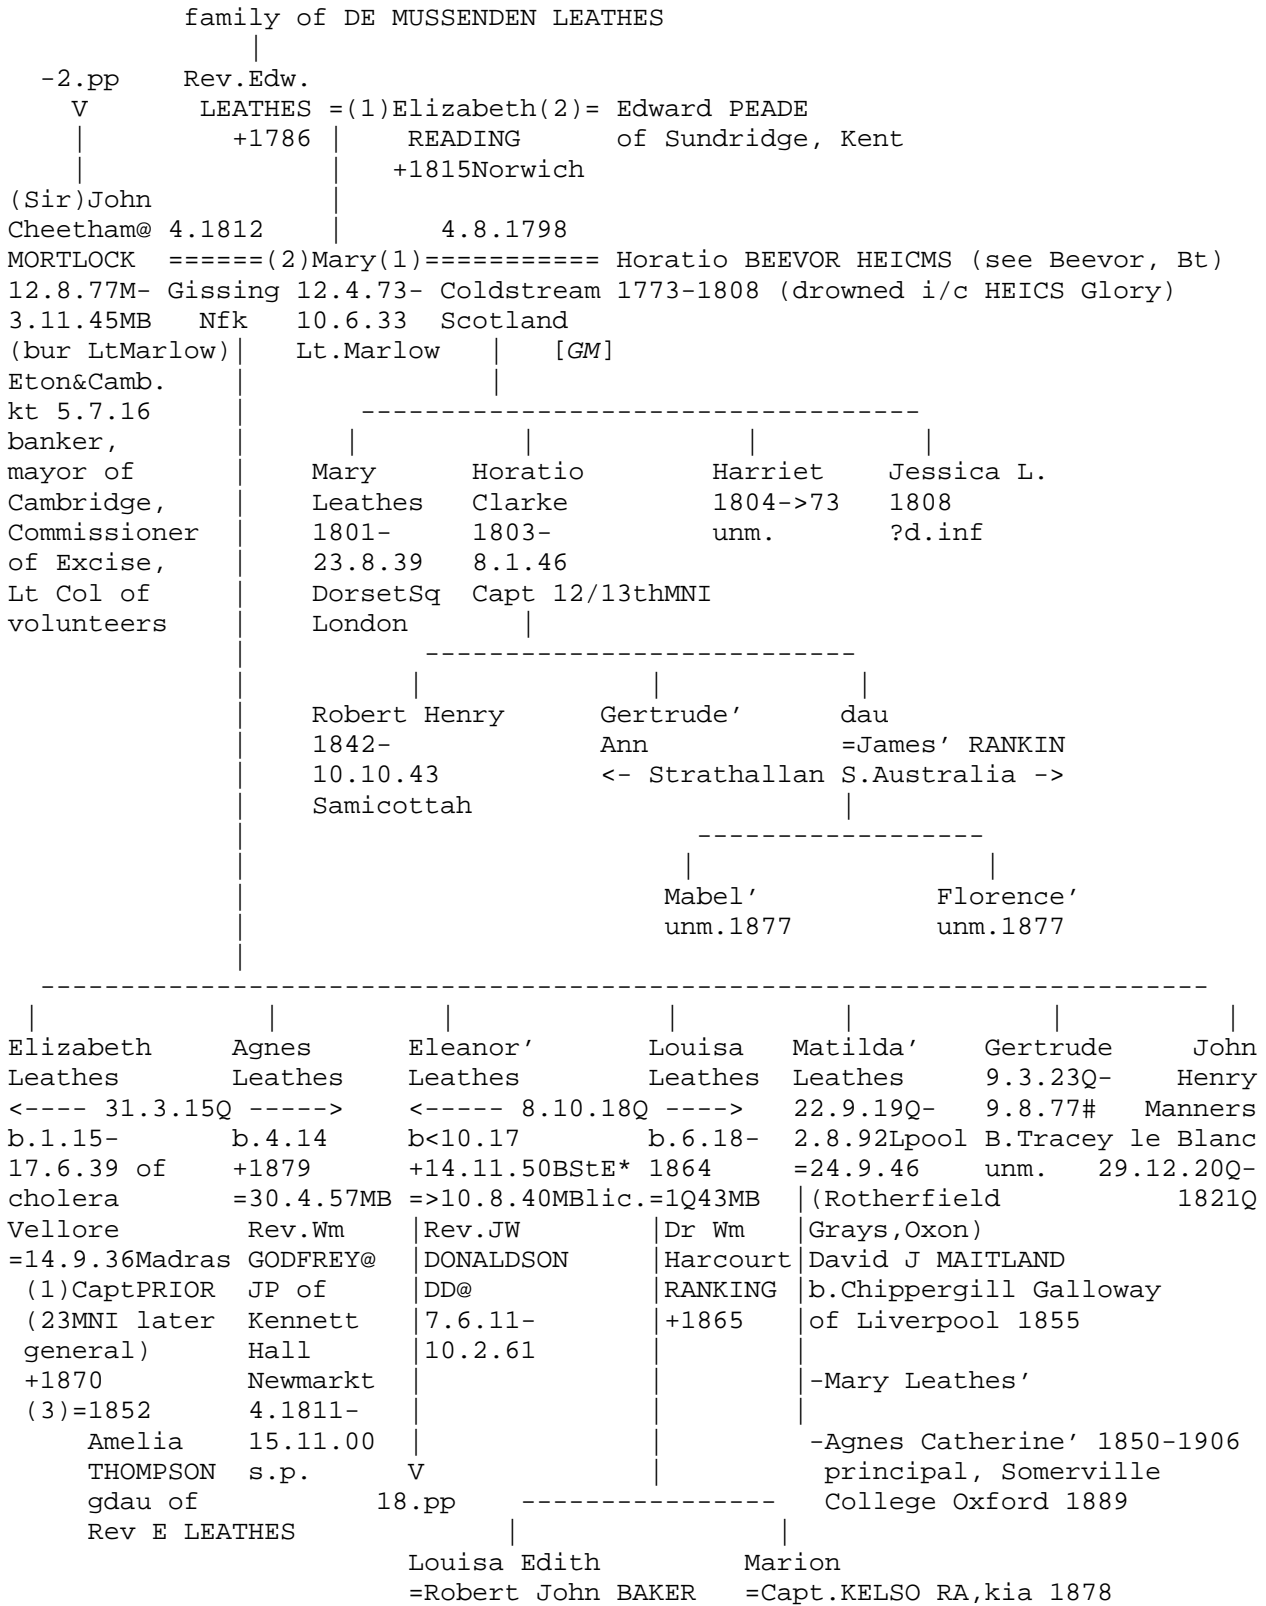 family of DE MUSSENDEN LEATHES
|
-2.pp Rev.Edw.
V LEATHES =(1)Elizabeth(2)= Edward PEADE
| +1786 | READING of Sundridge, Kent
| | +1815Norwich
(Sir)John |
Cheetham@ 4.1812 | 4.8.1798
MORTLOCK ======(2)Mary(1)=========== Horatio BEEVOR HEICMS (see Beevor, Bt)
12.8.77M- Gissing 12.4.73- Coldstream 1773-1808 (drowned i/c HEICS Glory)
3.11.45MB Nfk 10.6.33 Scotland
(bur LtMarlow)| Lt.Marlow | [GM]
Eton&Camb. | |
kt 5.7.16 | -----------------------------------
banker, | | | | |
mayor of | Mary Horatio Harriet Jessica L.
Cambridge, | Leathes Clarke 1804->73 1808
Commissioner | 1801- 1803- unm. ?d.inf
of Excise, | 23.8.39 8.1.46
Lt Col of | DorsetSq Capt 12/13thMNI
volunteers | London |
| ---------------------------
| | | |
| Robert Henry Gertrude’ dau
| 1842- Ann =James’ RANKIN
| 10.10.43 <- Strathallan S.Australia ->
| Samicottah |
| ------------------
| | |
| Mabel’ Florence’
| unm.1877 unm.1877
|
-------------------------------------------------------------------------
| | | | | | |
Elizabeth Agnes Eleanor’ Louisa Matilda’ Gertrude John
Leathes Leathes Leathes Leathes Leathes 9.3.23Q- Henry
<---- 31.3.15Q -----> <----- 8.10.18Q ----> 22.9.19Q- 9.8.77# Manners
b.1.15- b.4.14 b<10.17 b.6.18- 2.8.92Lpool B.Tracey le Blanc
17.6.39 of +1879 +14.11.50BStE* 1864 =24.9.46 unm. 29.12.20Q-
cholera =30.4.57MB =>10.8.40MBlic.=1Q43MB |(Rotherfield 1821Q
Vellore Rev.Wm |Rev.JW |Dr Wm |Grays,Oxon)
=14.9.36Madras GODFREY@ |DONALDSON |Harcourt|David J MAITLAND
(1)CaptPRIOR JP of |DD@ |RANKING |b.Chippergill Galloway
(23MNI later Kennett |7.6.11- |+1865 |of Liverpool 1855
general) Hall |10.2.61 | |
+1870 Newmarkt | | |-Mary Leathes’
(3)=1852 4.1811- | | |
Amelia 15.11.00 | | -Agnes Catherine’ 1850-1906
THOMPSON s.p. V | principal, Somerville
gdau of 18.pp ---------------- College Oxford 1889
Rev E LEATHES | |
Louisa Edith Marion
=Robert John BAKER =Capt.KELSO RA,kia 1878